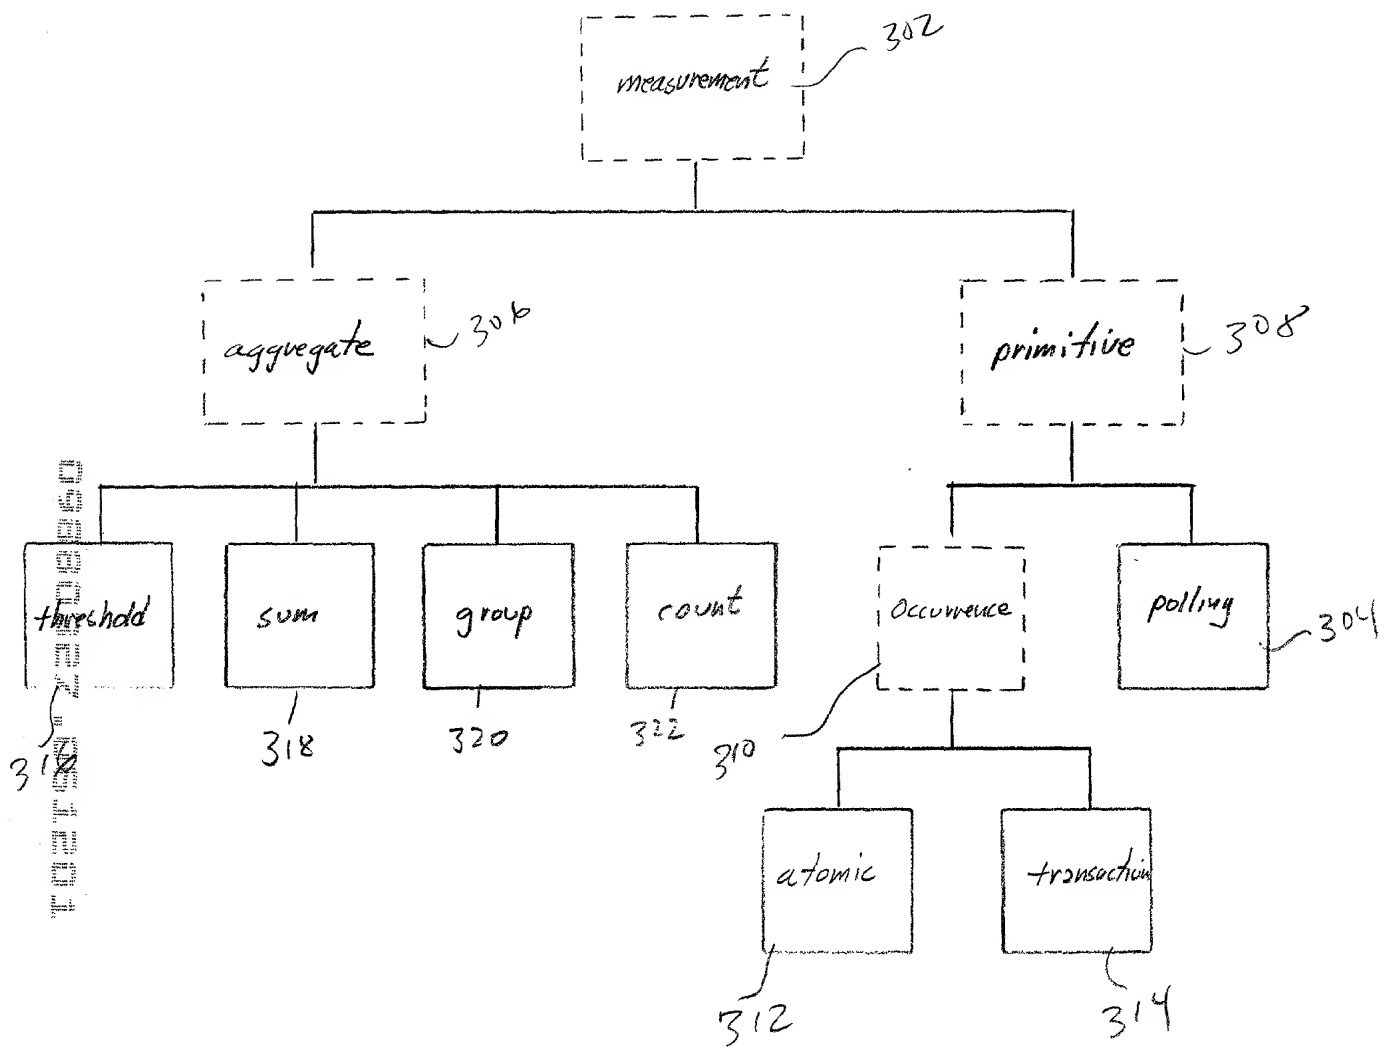 measurement
302
aggregate
306
primitive
308
threshold
sum
group
count
occurrence
polling
304
318
320
322
310
atomic
transaction
312
314